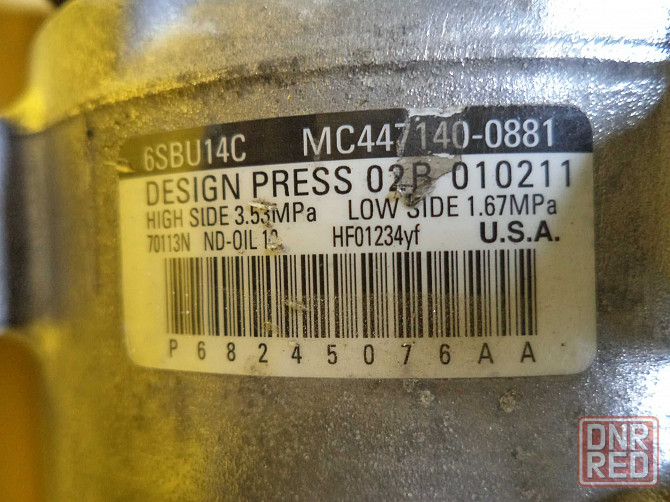 6SBU14C MC447140-0881
DESIGN PRESS 02B 010211
HIGH SIDE 3.53MPa LOW SIDE 1.67MPa
70113N ND-OIL HF01234yf U.S.A.
P68245076AA
DNR
RED